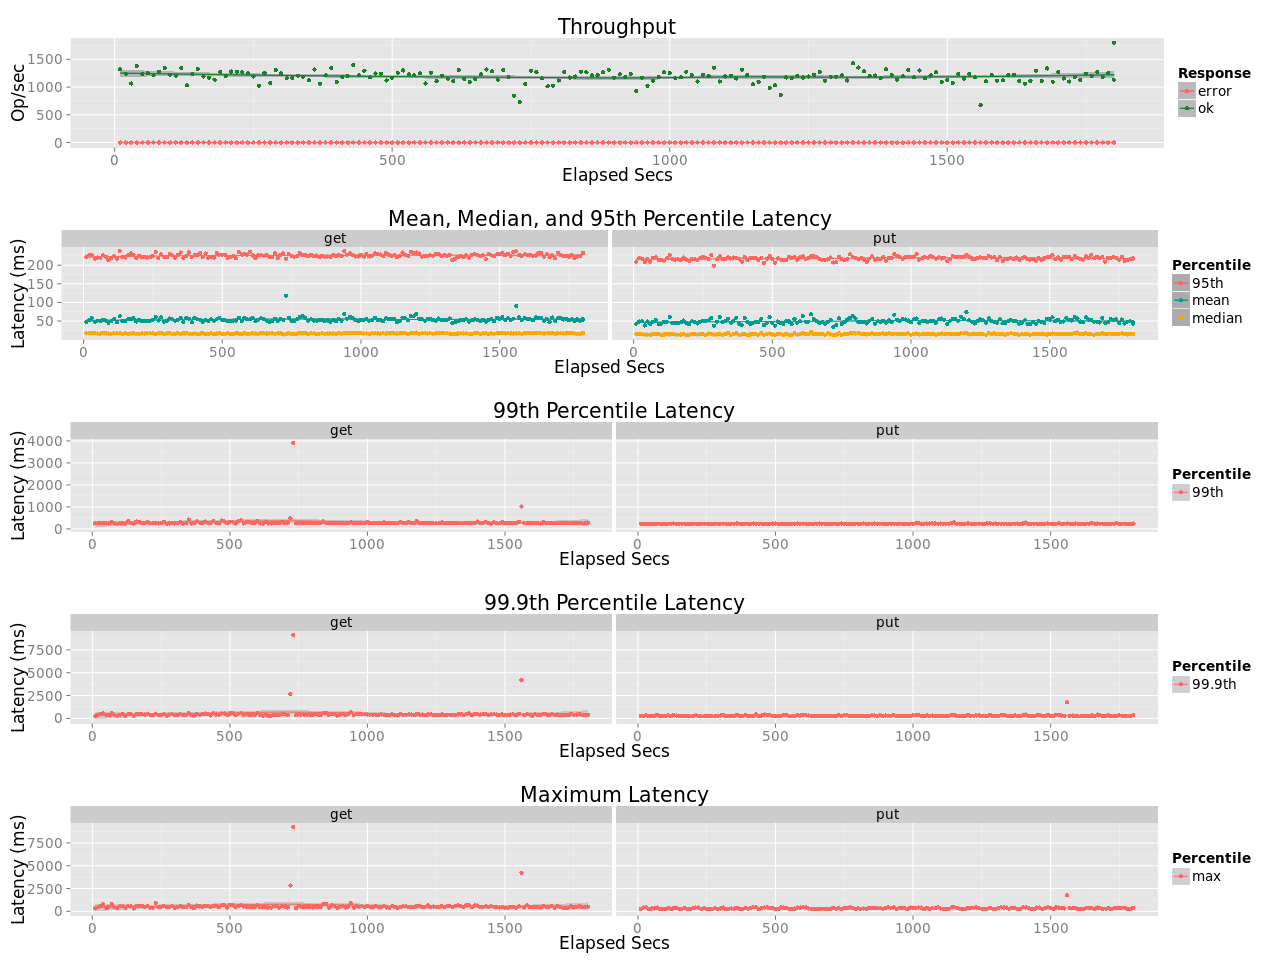 Throughput
Op/sec
1500
1000
500
0
0 500 1000 1500
Elapsed Secs
Response
error
ok
Mean, Median, and 95th Percentile Latency
get put
Latency (ms)
200
150
100
50
0 500 1000 1500 0 500 1000 1500
Elapsed Secs
Percentile
95th
mean
median
99th Percentile Latency
get put
Latency (ms)
4000
3000
2000
1000
0
0 500 1000 1500 0 500 1000 1500
Elapsed Secs
Percentile
99th
99.9th Percentile Latency
get put
Latency (ms)
7500
5000
2500
0
0 500 1000 1500 0 500 1000 1500
Elapsed Secs
Percentile
99.9th
Maximum Latency
get put
Latency (ms)
7500
5000
2500
0
0 500 1000 1500 0 500 1000 1500
Elapsed Secs
Percentile
max